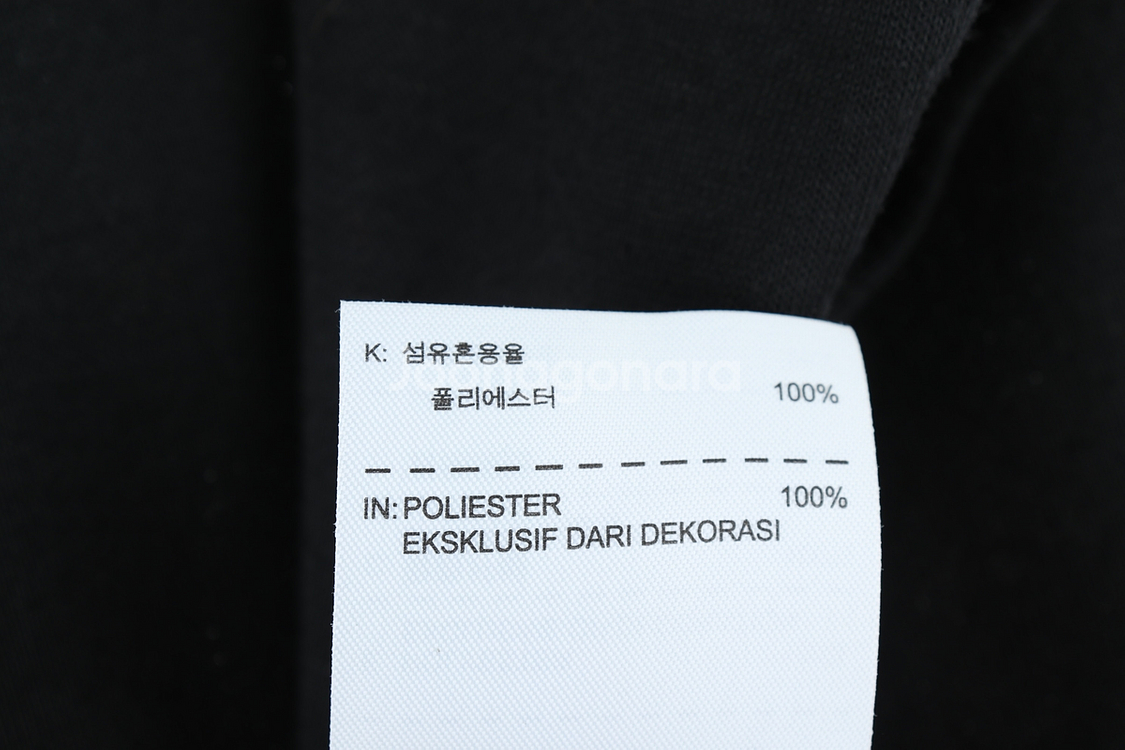 K: 섬유혼용율
폴리에스터 100%
IN: POLIESTER 100%
EKSKLUSIF DARI DEKORASI